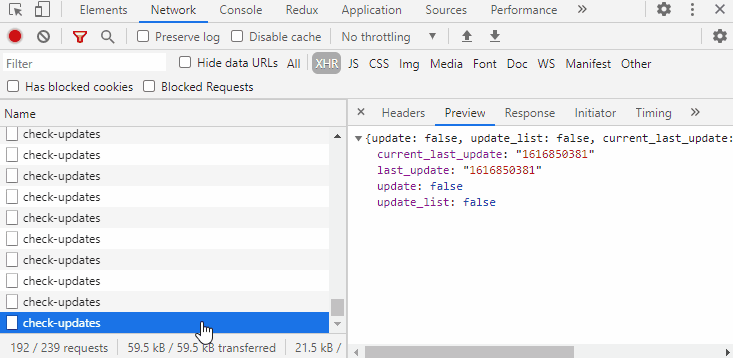 Elements Network Console Redux Application Sources Performance
Preserve log Disable cache No throttling
Filter Hide data URLs All XHR JS CSS Img Media Font Doc WS Manifest Other
Has blocked cookies Blocked Requests
Name
check-updates
check-updates
check-updates
check-updates
check-updates
check-updates
check-updates
check-updates
check-updates
check-updates
192 / 239 requests 59.5 kB / 59.5 kB transferred 21.5 kB /
Headers Preview Response Initiator Timing
{update: false, update_list: false, current_last_update:
current_last_update: "1616850381"
last_update: "1616850381"
update: false
update_list: false